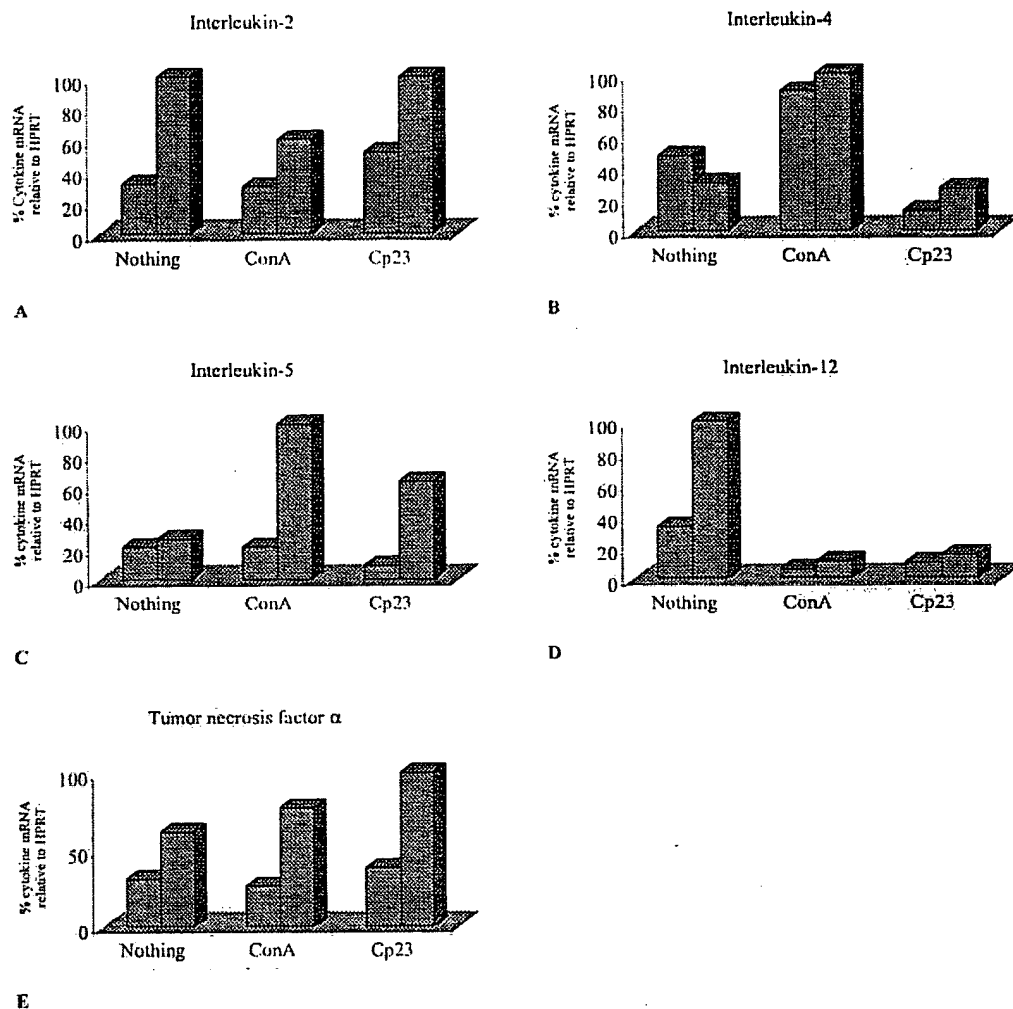 Interleukin-2
% Cytokine mRNA
relative to HPRT
100
80
60
40
20
0
Nothing ConA Cp23
A
Interleukin-4
% cytokine mRNA
relative to HPRT
100
80
60
40
20
0
Nothing ConA Cp23
B
Interleukin-5
% cytokine mRNA
relative to HPRT
100
80
60
40
20
0
Nothing ConA Cp23
C
Interleukin-12
% cytokine mRNA
relative to HPRT
100
80
60
40
20
0
Nothing ConA Cp23
D
Tumor necrosis factor α
% cytokine mRNA
relative to HPRT
100
50
0
Nothing ConA Cp23
E